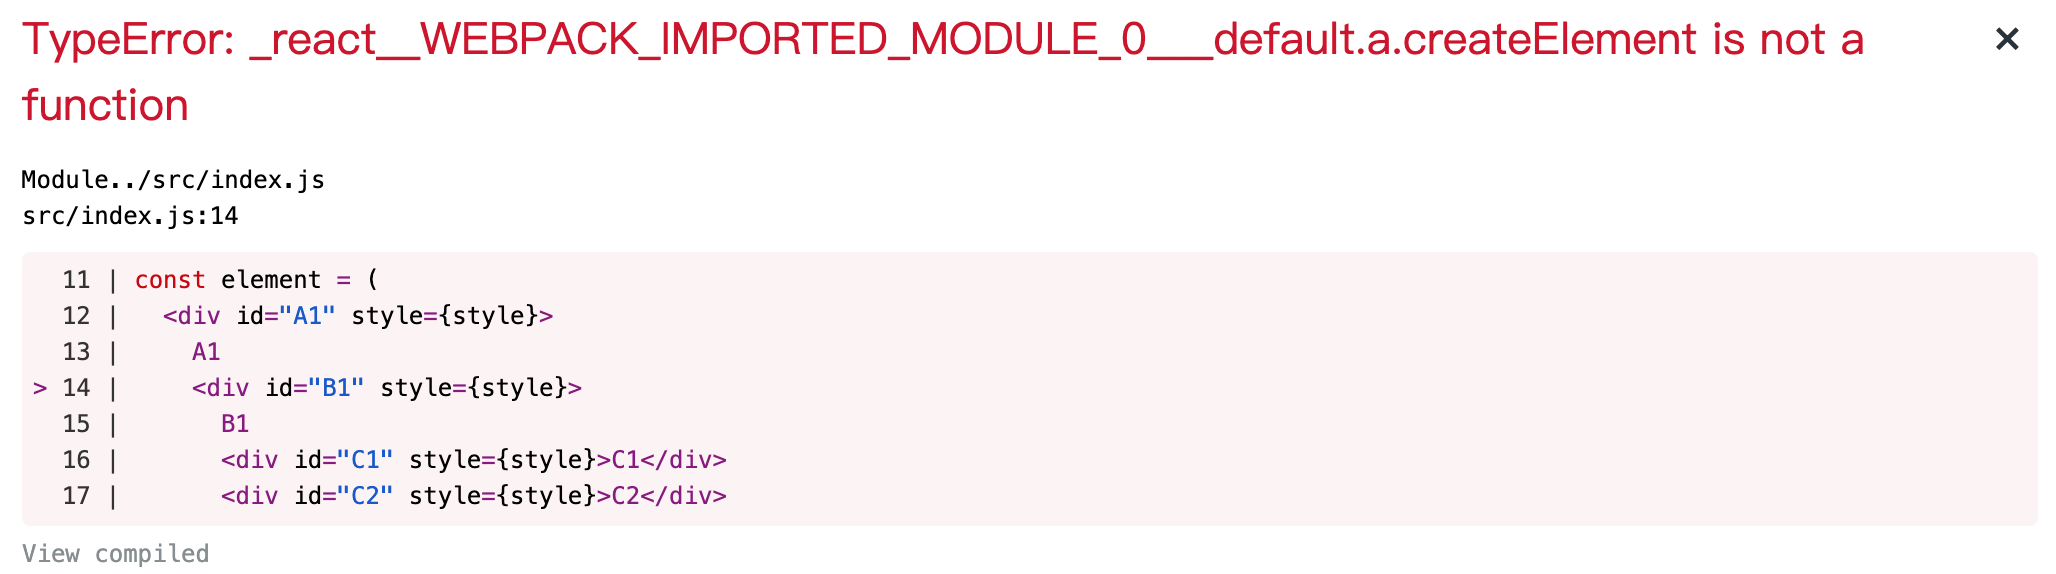 TypeError: _react__WEBPACK_IMPORTED_MODULE_0___default.a.createElement is not a
function
×
Module../src/index.js
src/index.js:14
  11 | const element = (
  12 |   <div id="A1" style={style}>
  13 |     A1
> 14 |     <div id="B1" style={style}>
  15 |       B1
  16 |       <div id="C1" style={style}>C1</div>
  17 |       <div id="C2" style={style}>C2</div>
View compiled